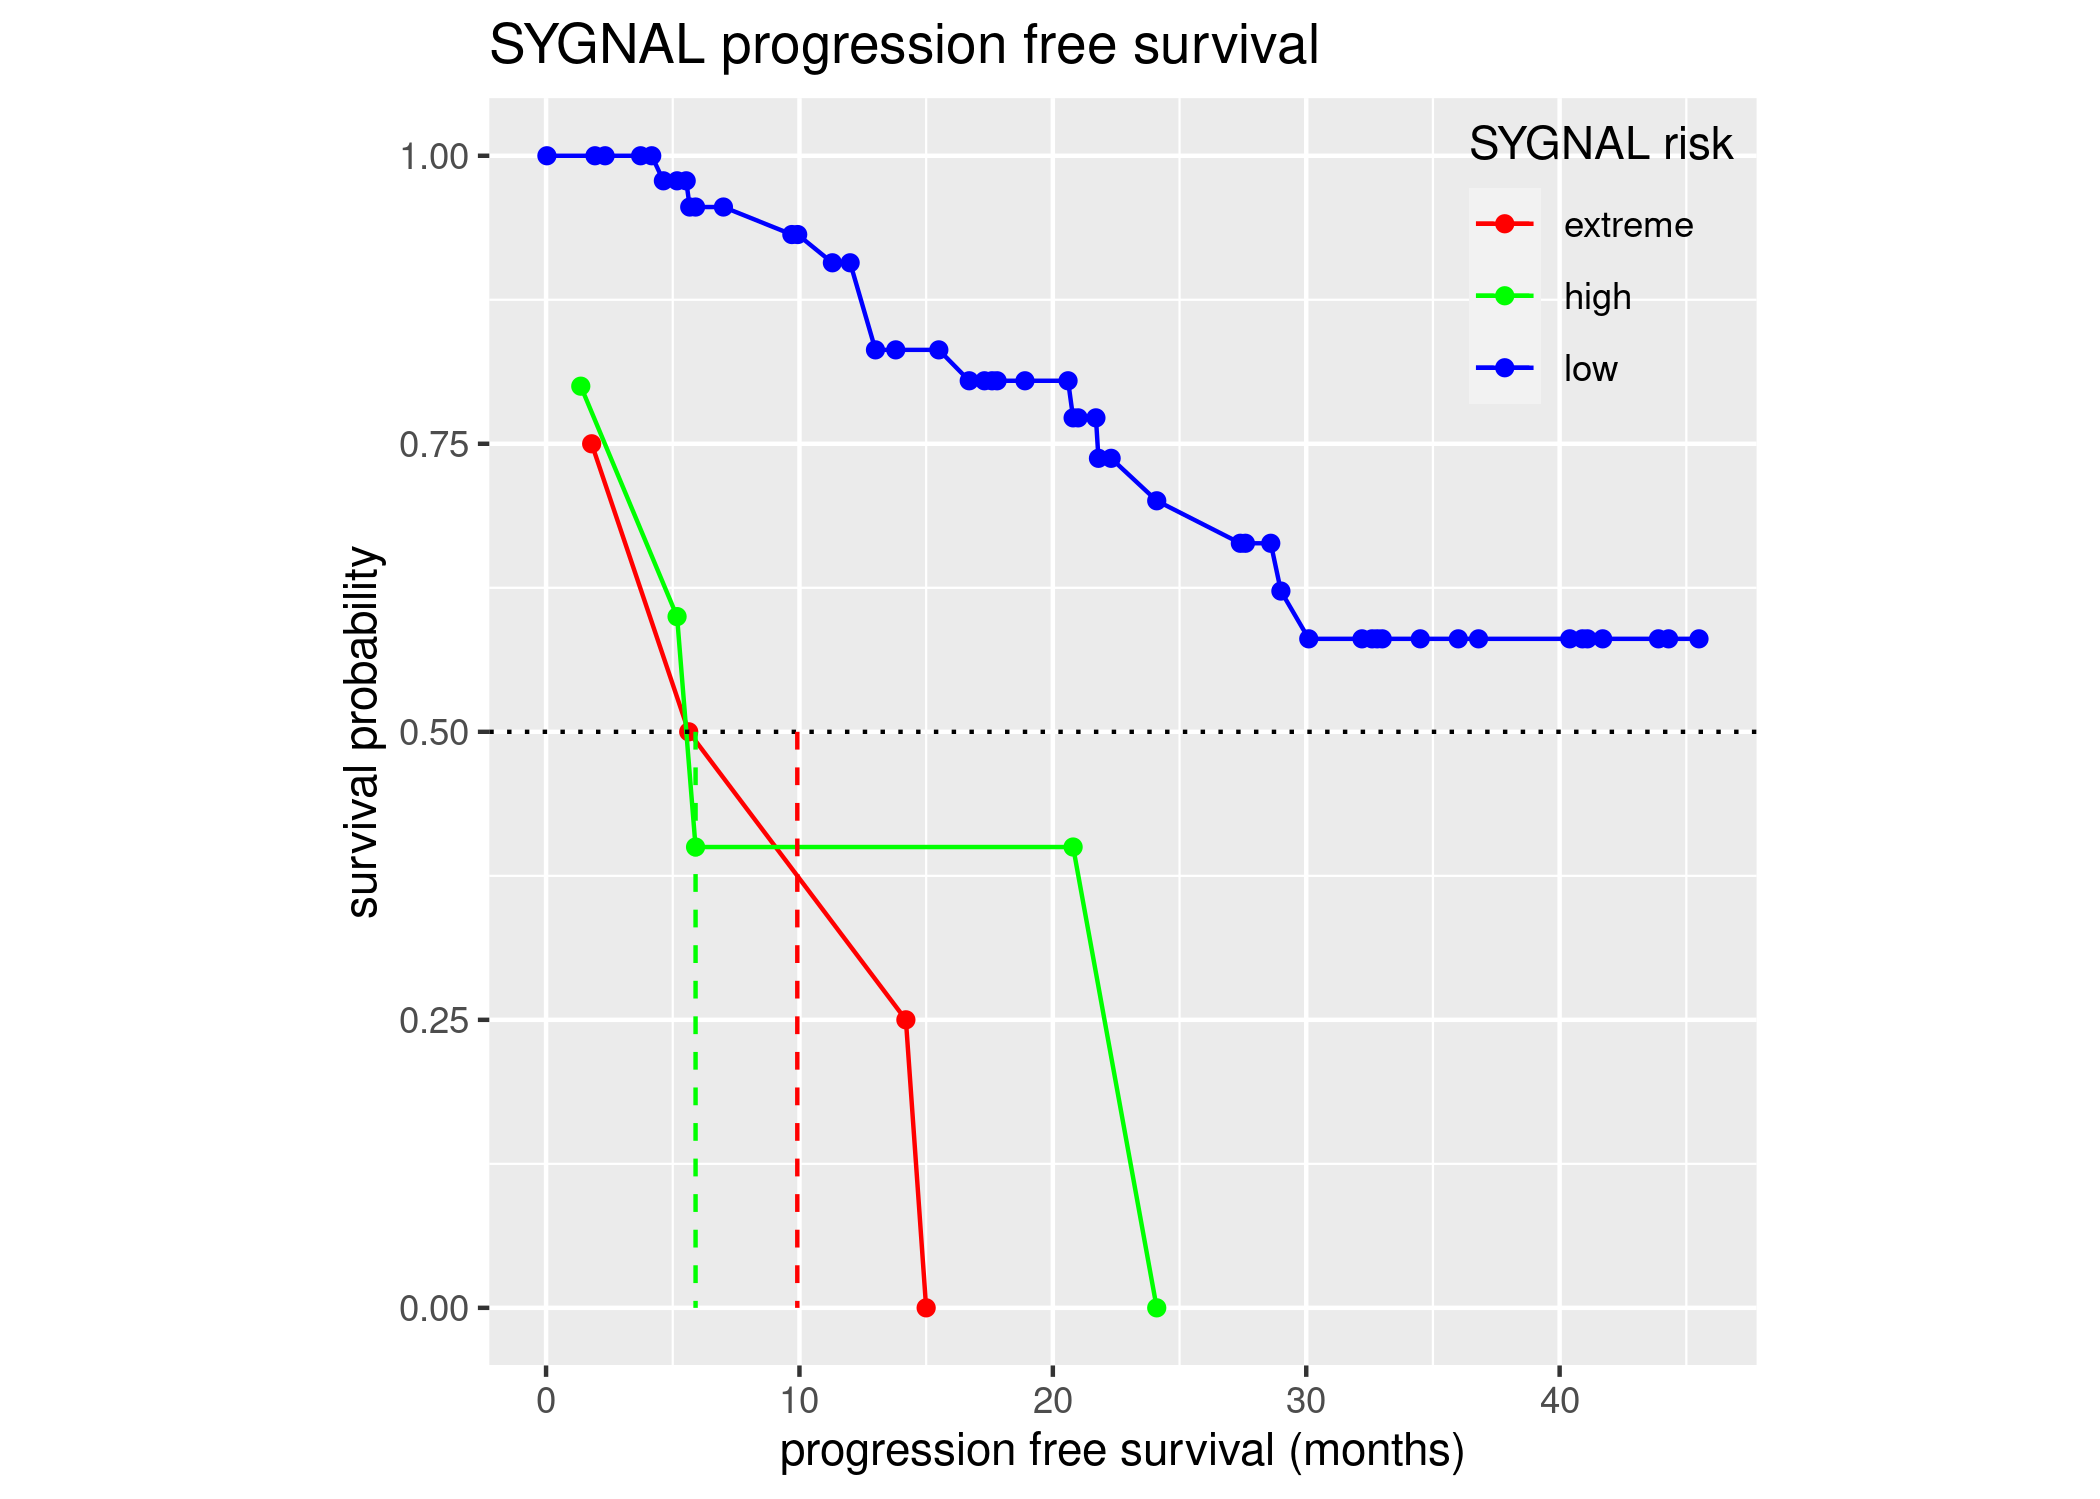 SYGNAL progression free survival
SYGNAL risk
extreme
high
low
survival probability
1.00
0.75
0.50
0.25
0.00
0 10 20 30 40
progression free survival (months)